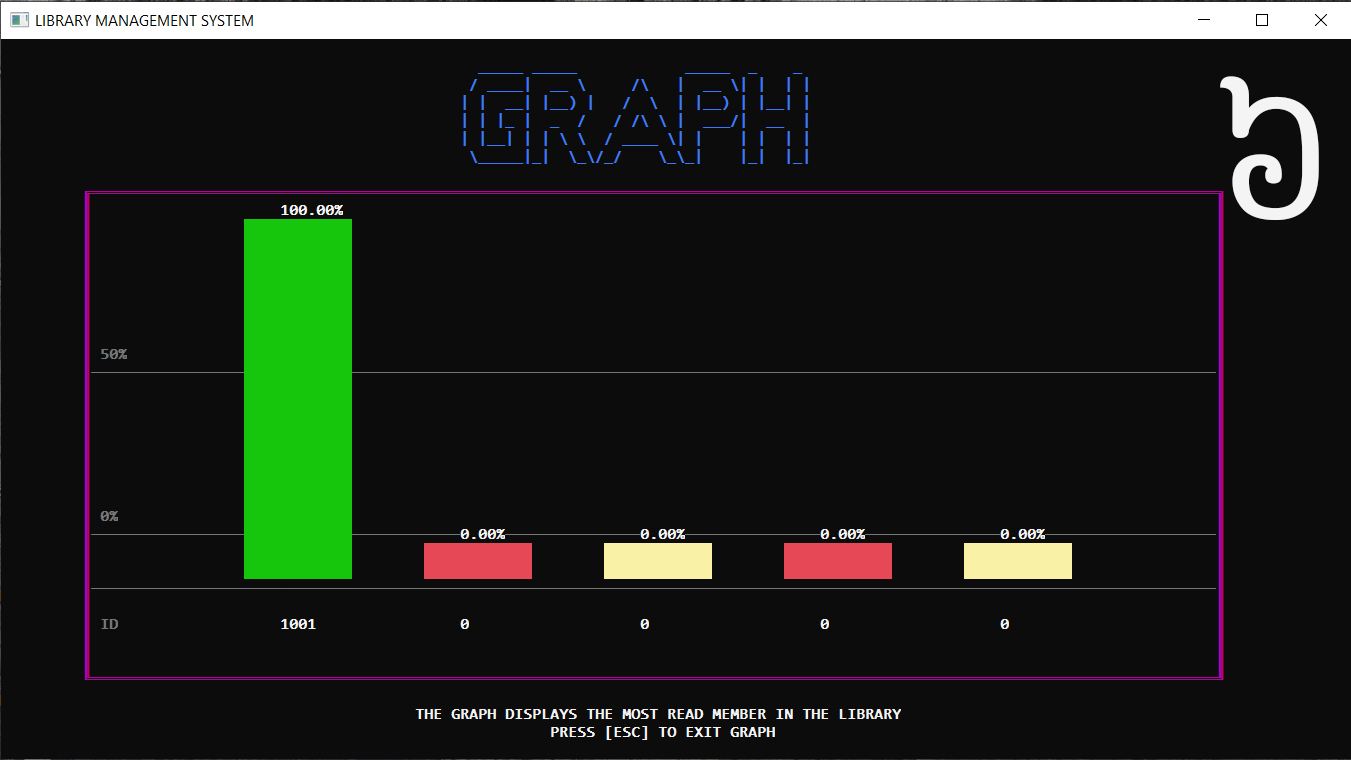 LIBRARY MANAGEMENT SYSTEM
GRAPH
100.00%
50%
0%
0.00% 0.00% 0.00% 0.00%
ID 1001 0 0 0 0
THE GRAPH DISPLAYS THE MOST READ MEMBER IN THE LIBRARY
PRESS [ESC] TO EXIT GRAPH